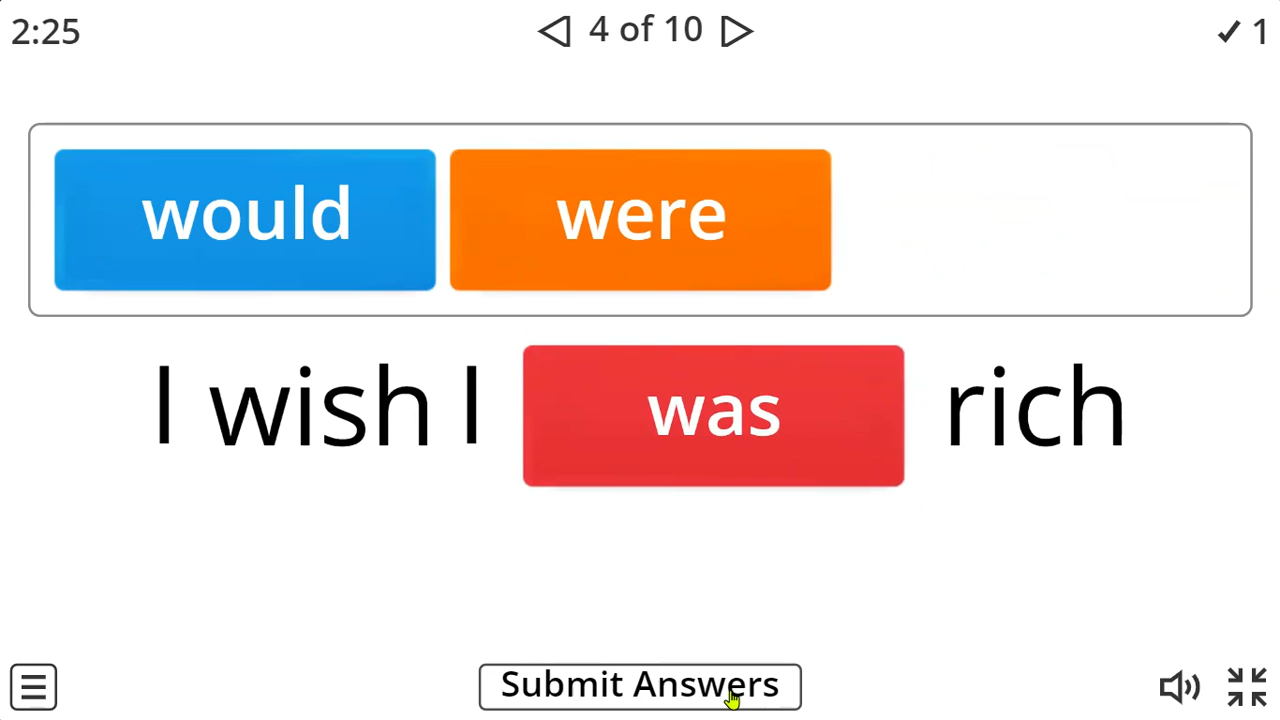 2:25
4 of 10
✓ 1
would were
I wish I was rich
Submit Answers